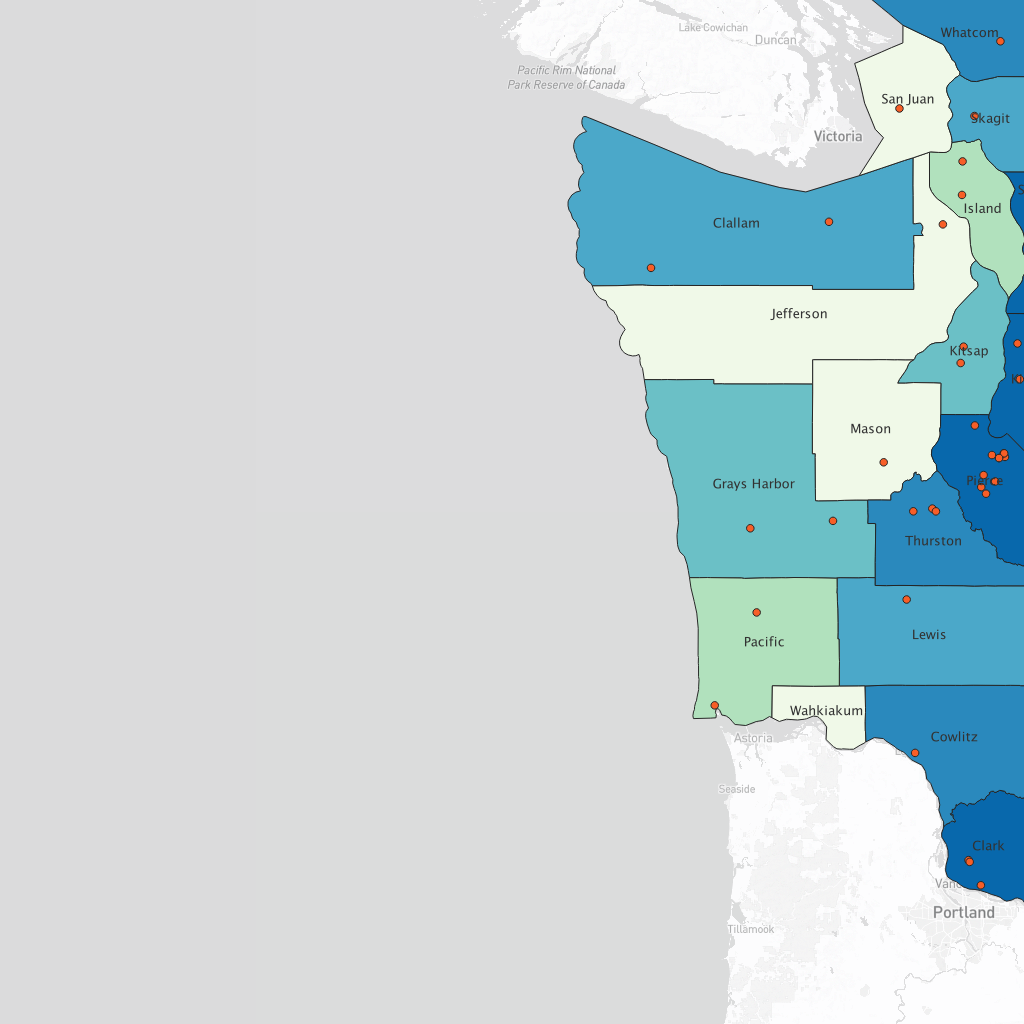 Lake Cowichan
Duncan
Whatcom
Pacific Rim National
Park Reserve of Canada
San Juan
Skagit
Victoria
Island
Clallam
Jefferson
Kitsap
Mason
Grays Harbor
Pierce
Thurston
Lewis
Pacific
Wahkiakum
Astoria
Cowlitz
Seaside
Clark
Portland
Tillamook